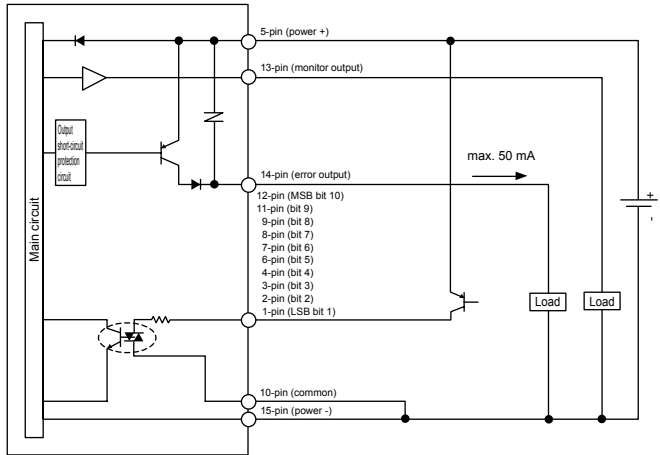 5-pin (power +)
13-pin (monitor output)
Output
short-circuit
protection
circuit
max. 50 mA
14-pin (error output)
12-pin (MSB bit 10)
11-pin (bit 9)
9-pin (bit 8)
8-pin (bit 7)
7-pin (bit 6)
6-pin (bit 5)
4-pin (bit 4)
3-pin (bit 3)
2-pin (bit 2)
1-pin (LSB bit 1)
Main circuit
+
-
Load
Load
10-pin (common)
15-pin (power -)